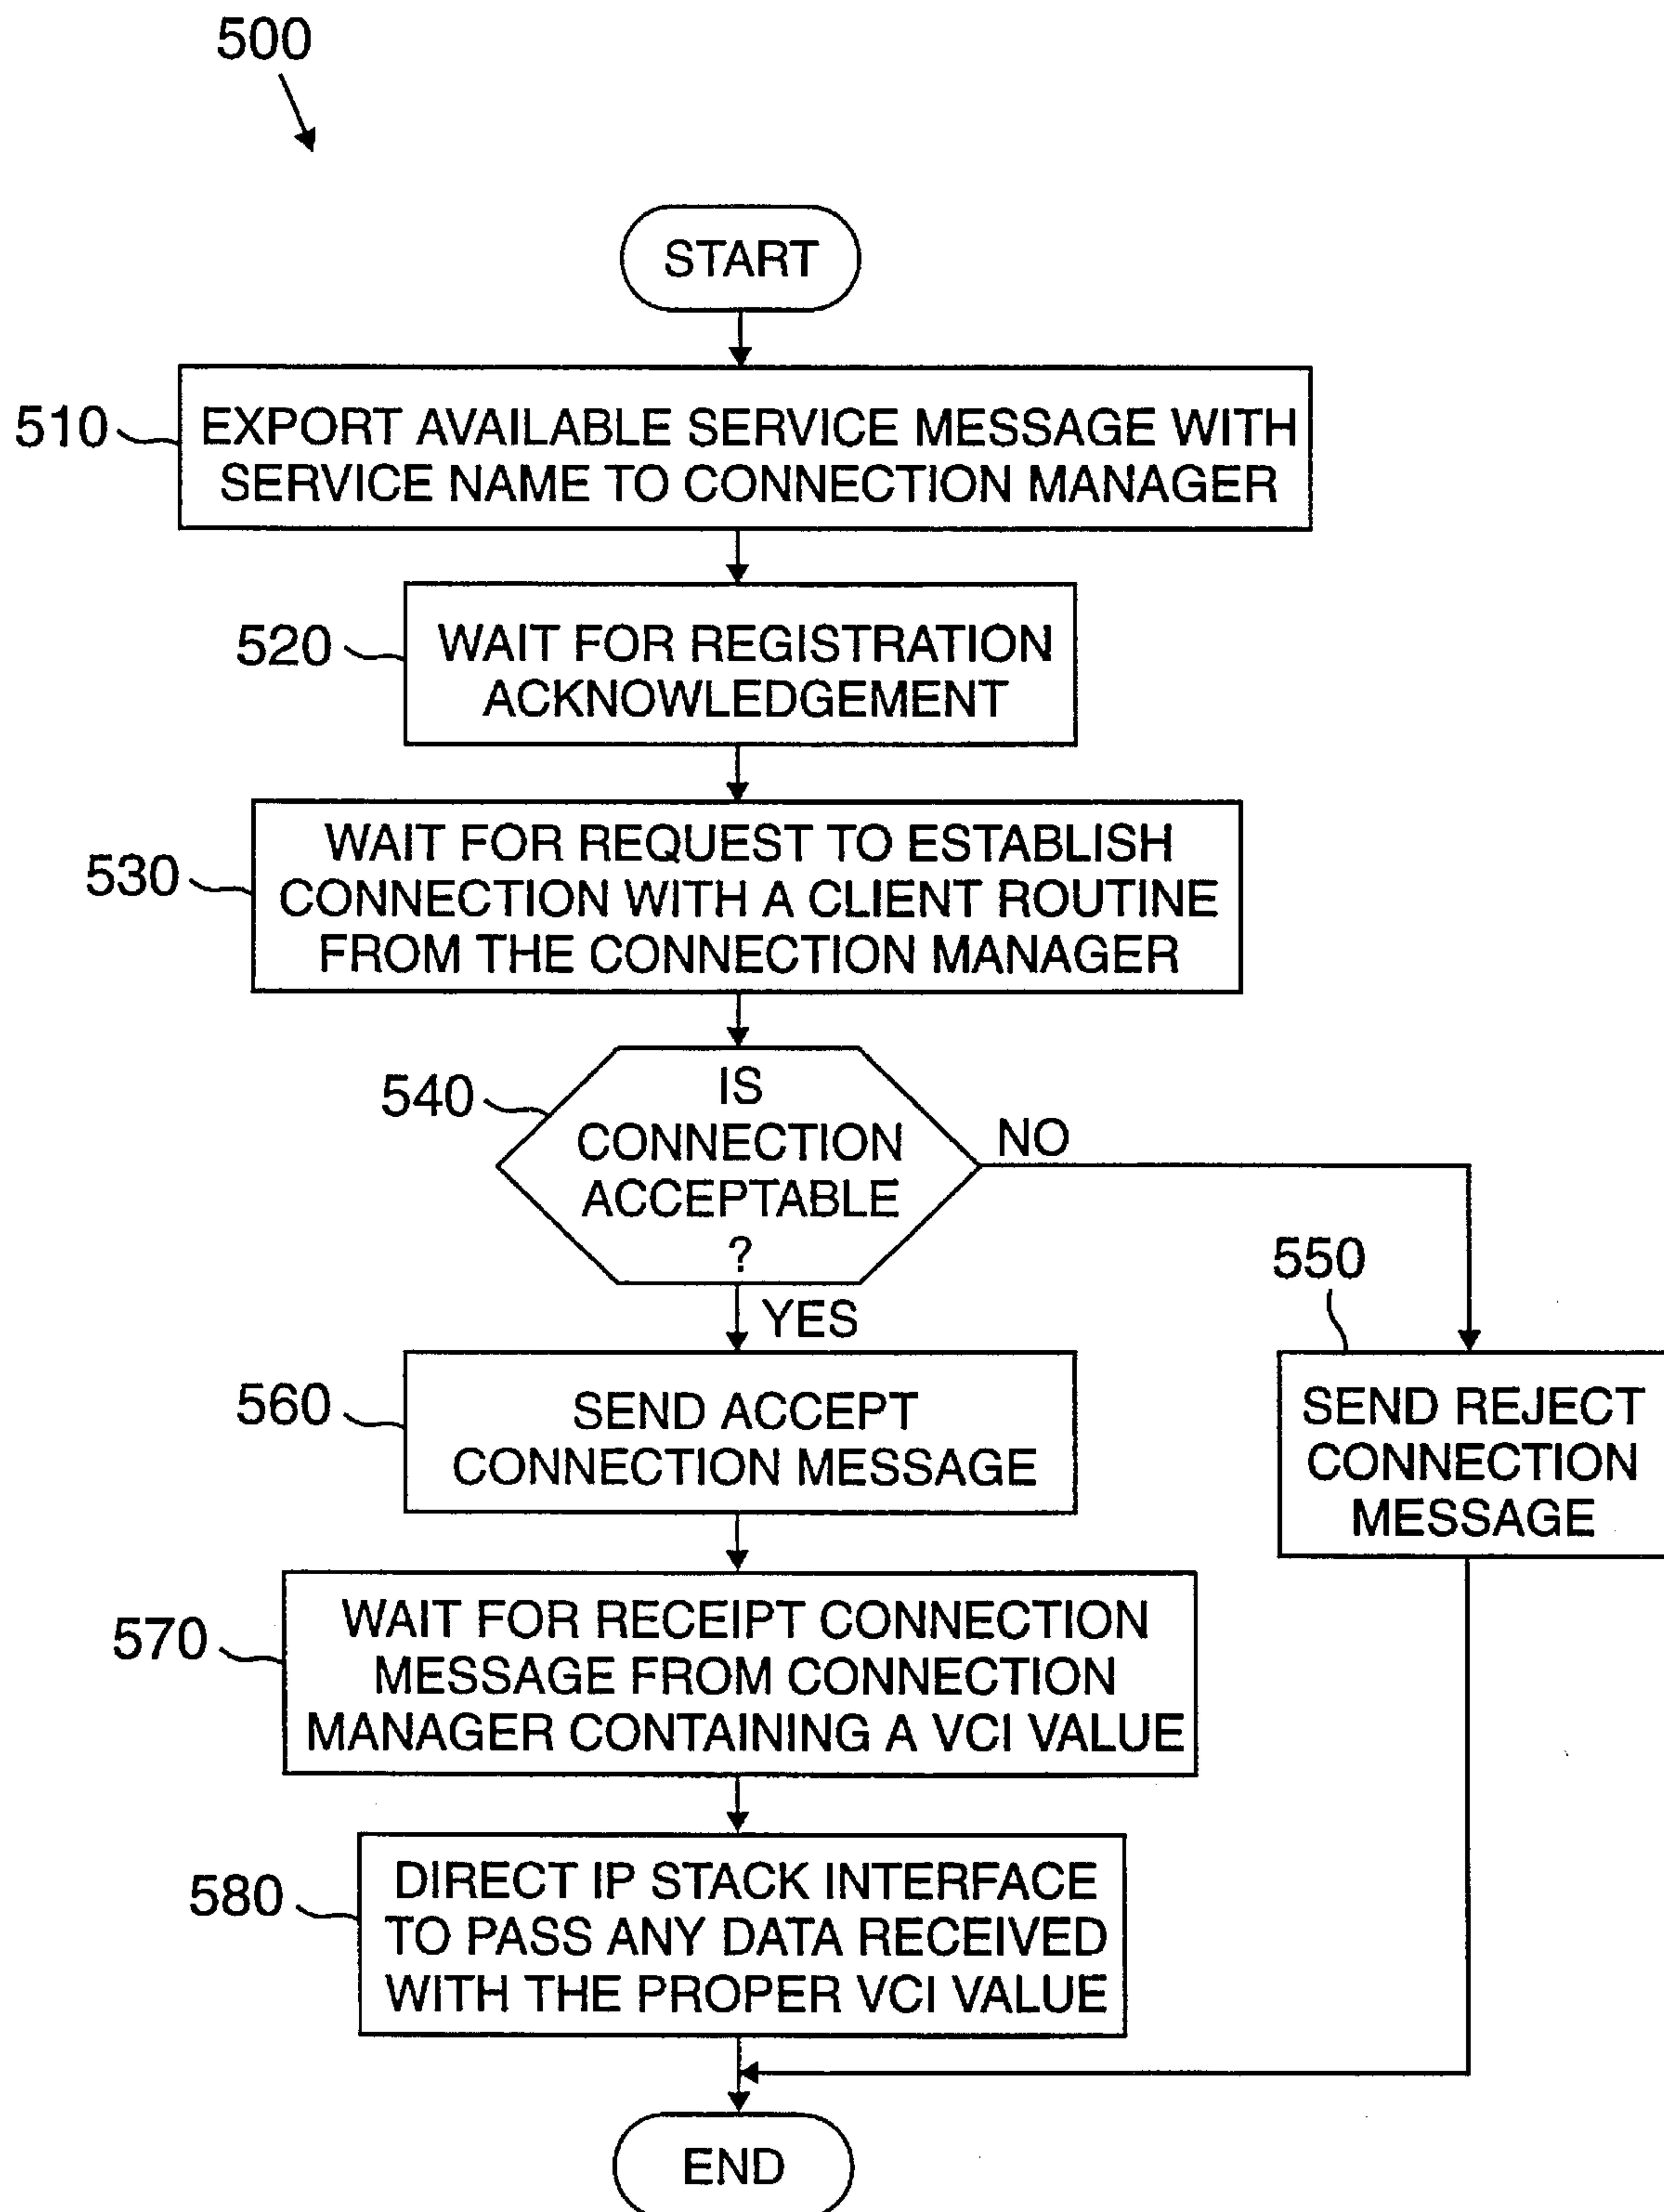 500
START
510
EXPORT AVAILABLE SERVICE MESSAGE WITH
SERVICE NAME TO CONNECTION MANAGER
520
WAIT FOR REGISTRATION
ACKNOWLEDGEMENT
530
WAIT FOR REQUEST TO ESTABLISH
CONNECTION WITH A CLIENT ROUTINE
FROM THE CONNECTION MANAGER
540
IS
CONNECTION
ACCEPTABLE
?
NO
YES
550
SEND REJECT
CONNECTION
MESSAGE
560
SEND ACCEPT
CONNECTION MESSAGE
570
WAIT FOR RECEIPT CONNECTION
MESSAGE FROM CONNECTION
MANAGER CONTAINING A VCI VALUE
580
DIRECT IP STACK INTERFACE
TO PASS ANY DATA RECEIVED
WITH THE PROPER VCI VALUE
END